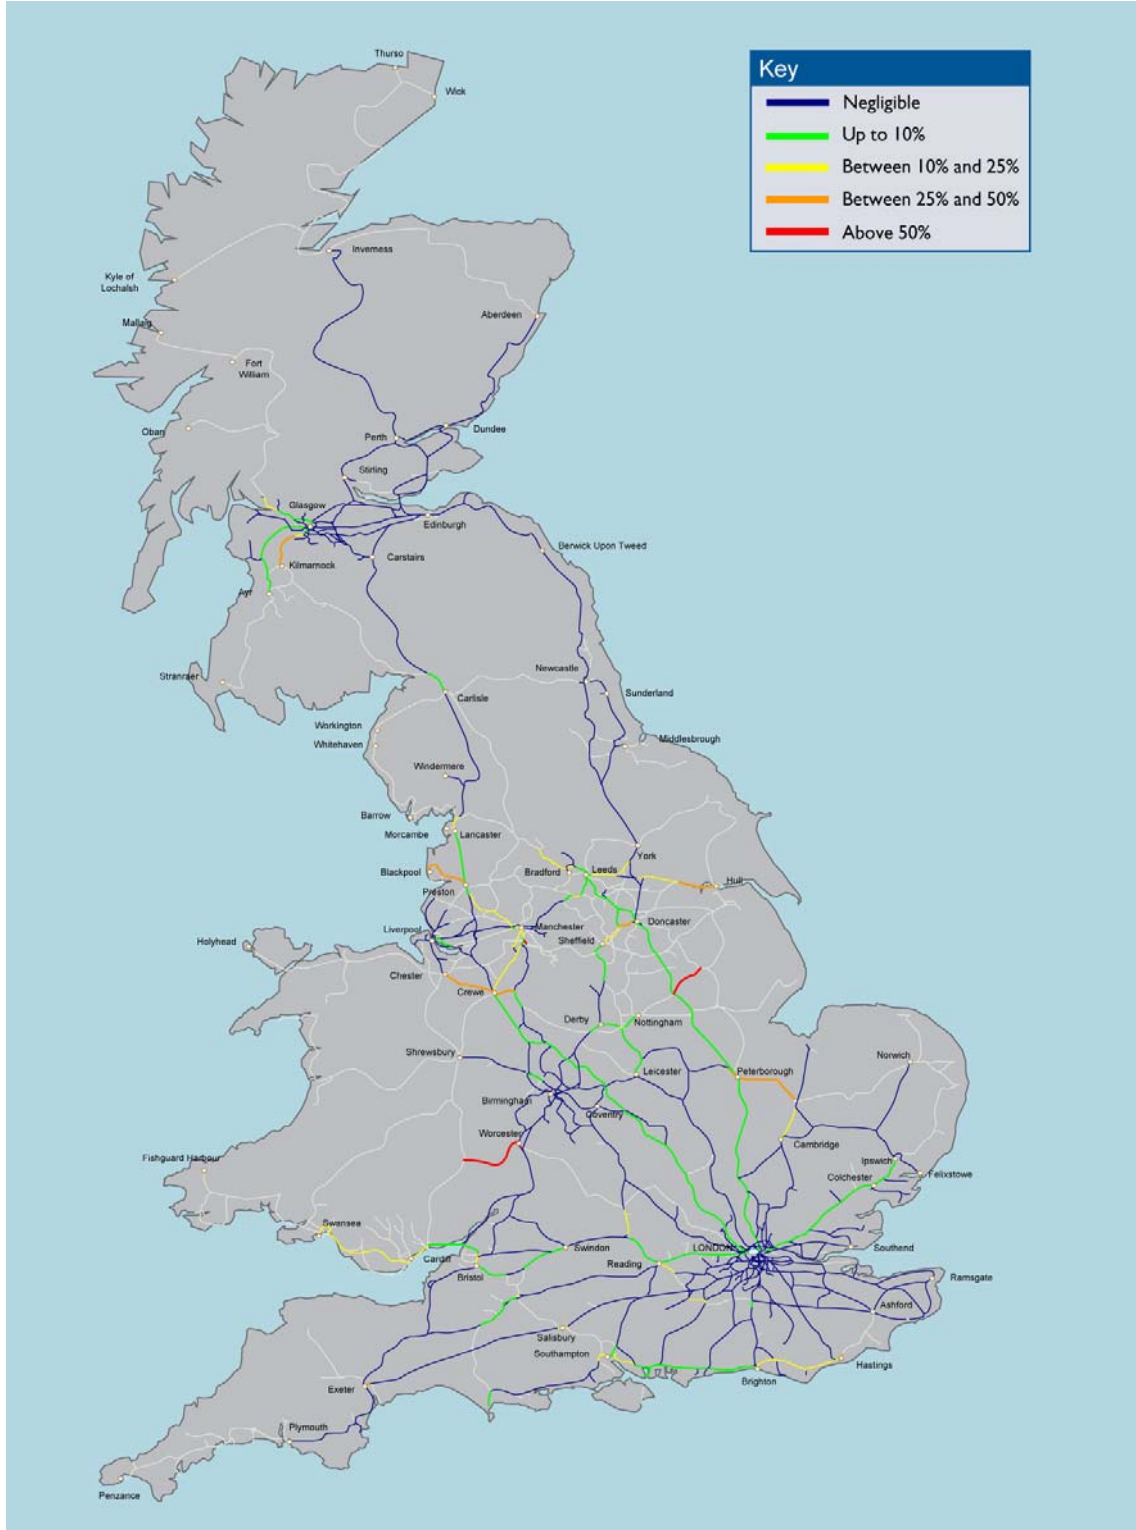 Key
Negligible
Up to 10%
Between 10% and 25%
Between 25% and 50%
Above 50%
Thurso
Wick
Inverness
Kyle of
Lochalsh
Aberdeen
Mallaig
Fort
William
Oban
Dundee
Perth
Stirling
Glasgow
Edinburgh
Berwick Upon Tweed
Carstairs
Kilmarnock
Ayr
Newcastle
Stranraer
Sunderland
Carlisle
Workington
Whitehaven
Middlesbrough
Windermere
Barrow
Morcambe
Lancaster
York
Blackpool
Bradford
Leeds
Hull
Preston
Doncaster
Liverpool
Manchester
Holyhead
Sheffield
Chester
Crewe
Derby
Nottingham
Shrewsbury
Norwich
Leicester
Peterborough
Birmingham
Coventry
Worcester
Cambridge
Fishguard Harbour
Ipswich
Colchester
Felixstowe
Swansea
Swindon
LONDON
Southend
Cardiff
Reading
Bristol
Ramsgate
Ashford
Salisbury
Southampton
Hastings
Brighton
Exeter
Plymouth
Penzance